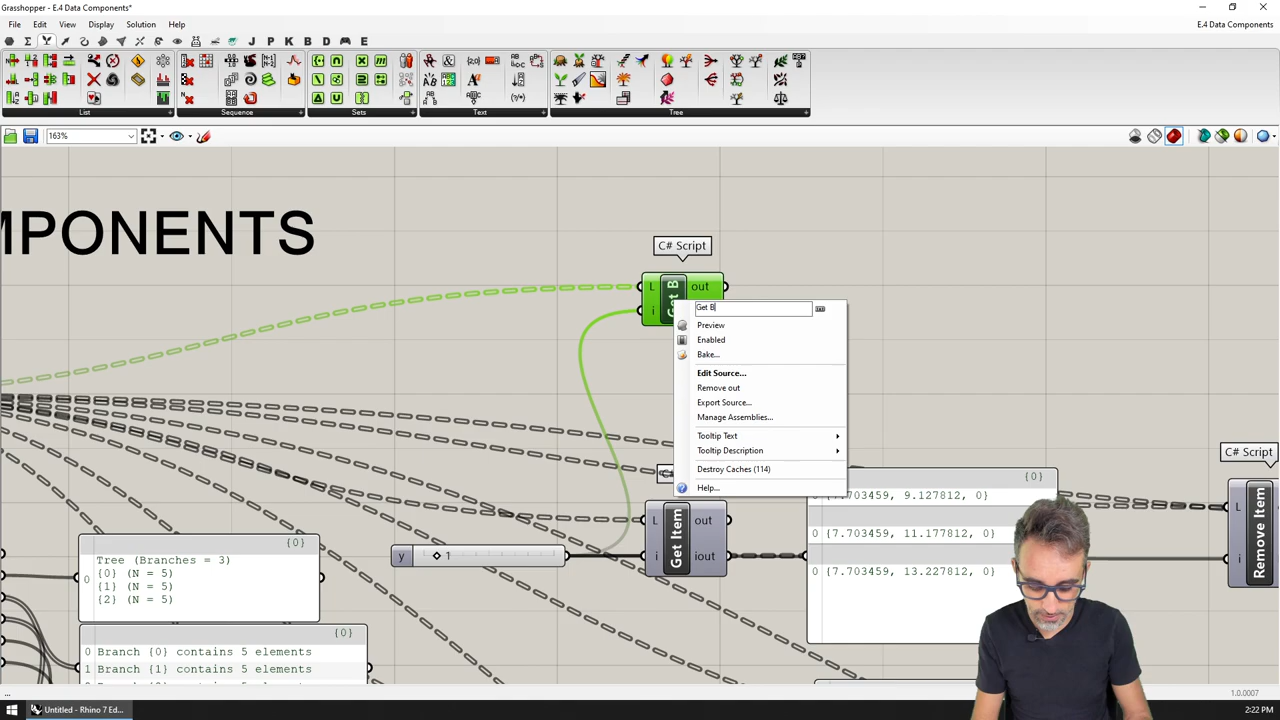 Grasshopper - E.4 Data Components*
File Edit View Display Solution Help
E.4 Data Components*
J P K B D E
List
Sequence
Sets
Text
Tree
163%
MPONENTS
C# Script
L
i
Get B
out
Get B
Preview
Enabled
Bake...
Edit Source...
Remove out
Export Source...
Manage Assemblies...
Tooltip Text
Tooltip Description
Destroy Caches (114)
Help...
{0}
Tree (Branches = 3)
{0} (N = 5)
{1} (N = 5)
{2} (N = 5)
0
{0}
0 Branch {0} contains 5 elements
1 Branch {1} contains 5 elements
y
1
L
i
Get Item
out
iout
{0}
{7.703459, 9.127812, 0}
{0}
0 {7.703459, 11.177812, 0}
{0}
0 {7.703459, 13.227812, 0}
C# Script
L
i
Remove Item
...
1.0.0007
Untitled - Rhino 7 Ed...
2:22 PM